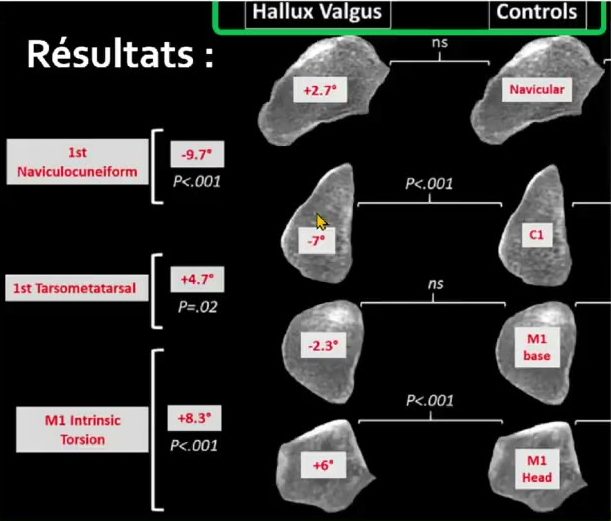 Hallux Valgus
Controls
Résultats :
ns
+2.7°
Navicular
1st
Naviculocuneiform
-9.7°
P<.001
P<.001
-7°
C1
1st Tarsometatarsal
+4.7°
P=.02
ns
-2.3°
M1
base
M1 Intrinsic
Torsion
+8.3°
P<.001
P<.001
+6°
M1
Head